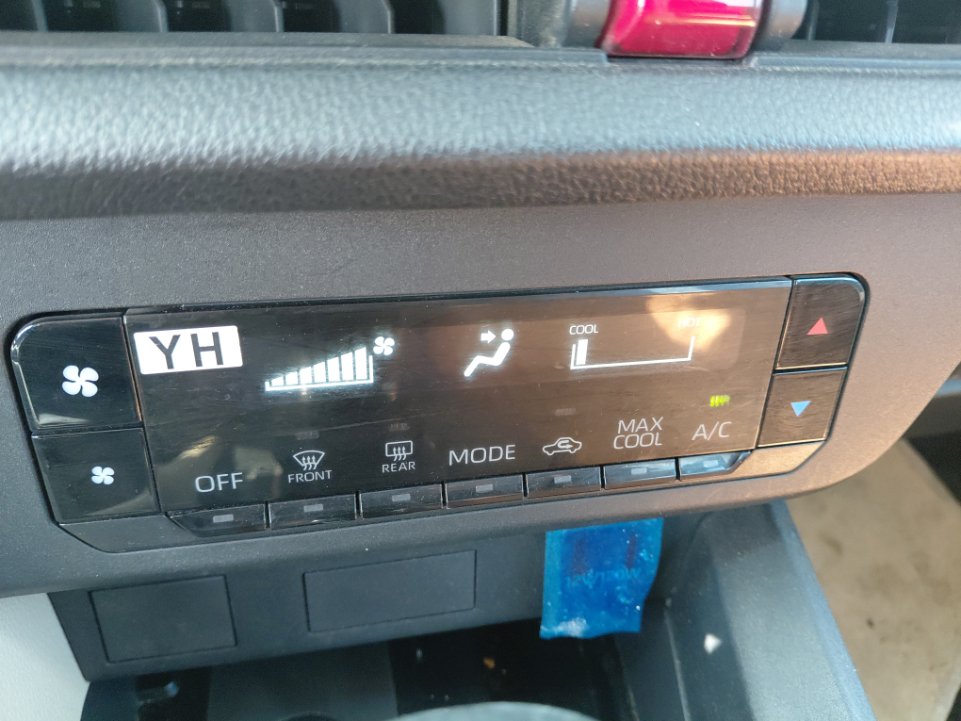 YH
COOL
OFF
FRONT
REAR
MODE
MAX
COOL
A/C